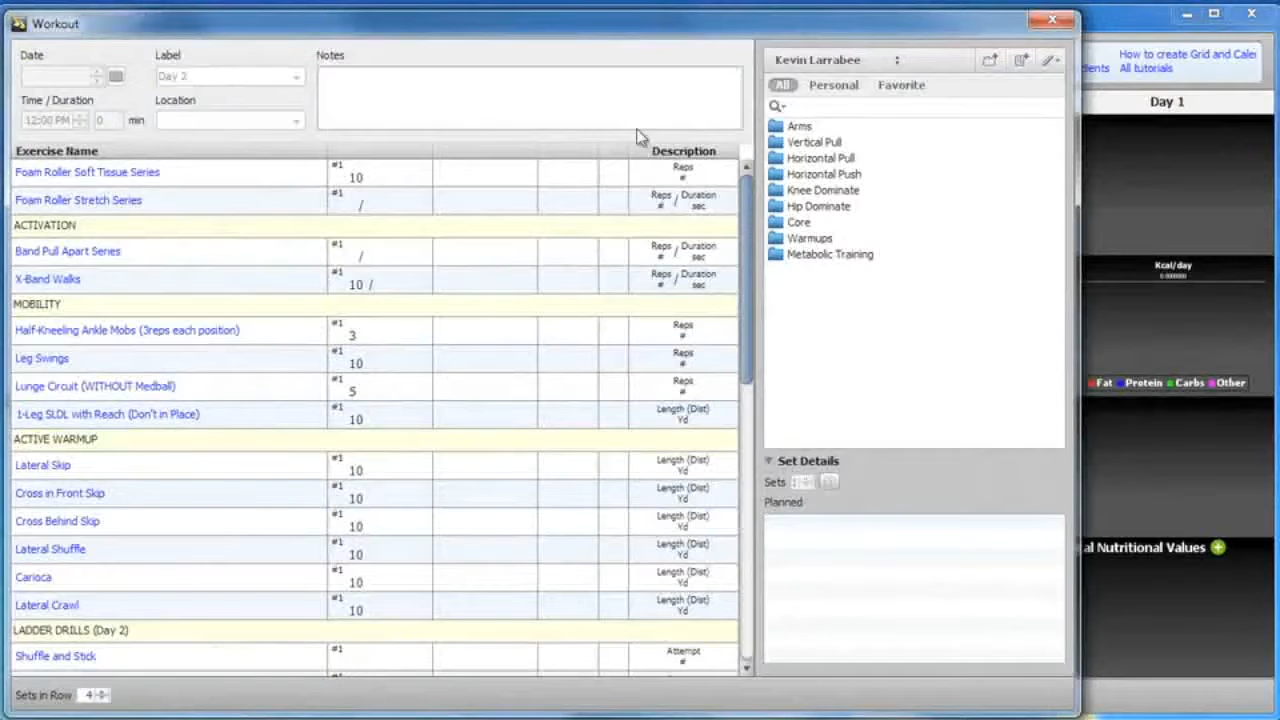 Workout
Date
Label
Notes
Day 2
Time / Duration
Location
12:00 PM
0
min
Exercise Name
Description
Foam Roller Soft Tissue Series
#1
10
Reps
#
Foam Roller Stretch Series
#1
/
Reps / Duration
# sec
ACTIVATION
Band Pull Apart Series
#1
/
Reps / Duration
# sec
X-Band Walks
#1
10 /
Reps / Duration
# sec
MOBILITY
Half-Kneeling Ankle Mobs (3reps each position)
#1
3
Reps
#
Leg Swings
#1
10
Reps
#
Lunge Circuit (WITHOUT Medball)
#1
5
Reps
#
1-Leg SLDL with Reach (Don't in Place)
#1
10
Length (Dist)
Yd
ACTIVE WARMUP
Lateral Skip
#1
10
Length (Dist)
Yd
Cross in Front Skip
#1
10
Length (Dist)
Yd
Cross Behind Skip
#1
10
Length (Dist)
Yd
Lateral Shuffle
#1
10
Length (Dist)
Yd
Carioca
#1
10
Length (Dist)
Yd
Lateral Crawl
#1
10
Length (Dist)
Yd
LADDER DRILLS (Day 2)
Shuffle and Stick
#1
Attempt
#
#1
Sets in Row 4
Kevin Larrabee
All Personal Favorite
Arms
Vertical Pull
Horizontal Pull
Horizontal Push
Knee Dominate
Hip Dominate
Core
Warmups
Metabolic Training
Set Details
Sets 1
Planned
How to create Grid and Caler
dients All tutorials
Day 1
Kcal/day
Fat Protein Carbs Other
al Nutritional Values